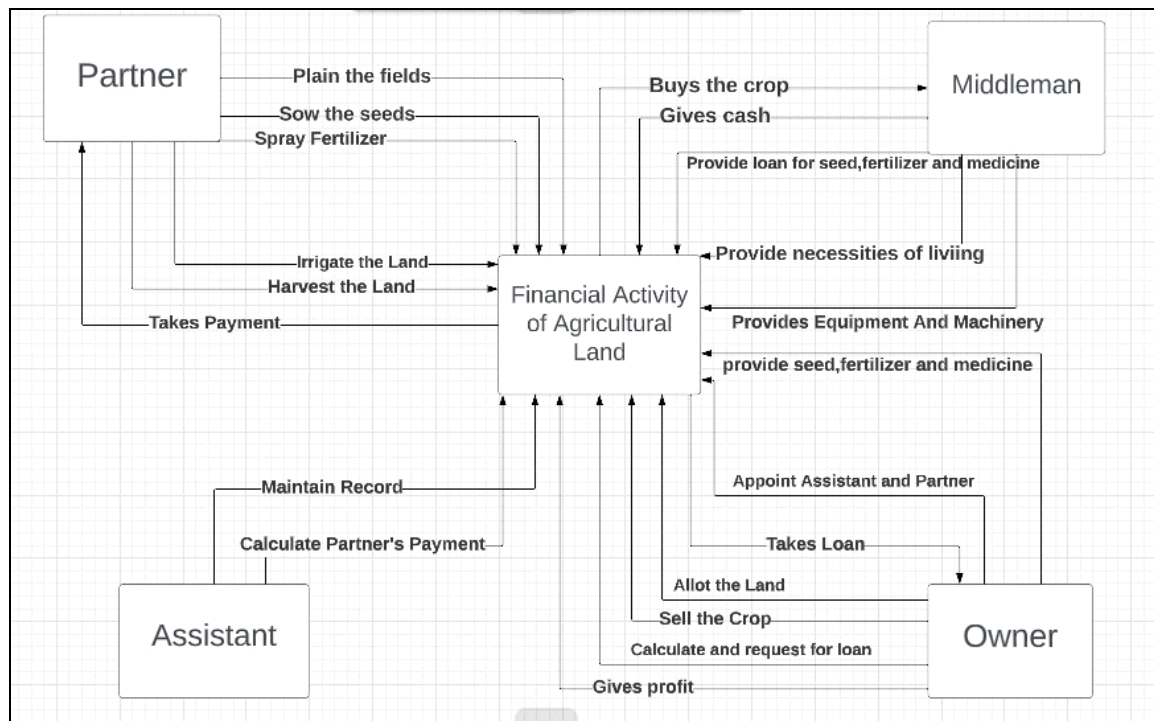 Partner
Plain the fields
Sow the seeds
Spray Fertilizer
Buys the crop
Gives cash
Middleman
Provide loan for seed,fertilizer and medicine
Irrigate the Land
Harvest the Land
Takes Payment
Financial Activity
of Agricultural
Land
Provide necessities of liviing
Provides Equipment And Machinery
provide seed,fertilizer and medicine
Maintain Record
Calculate Partner's Payment
Assistant
Appoint Assistant and Partner
Takes Loan
Allot the Land
Sell the Crop
Calculate and request for loan
Gives profit
Owner